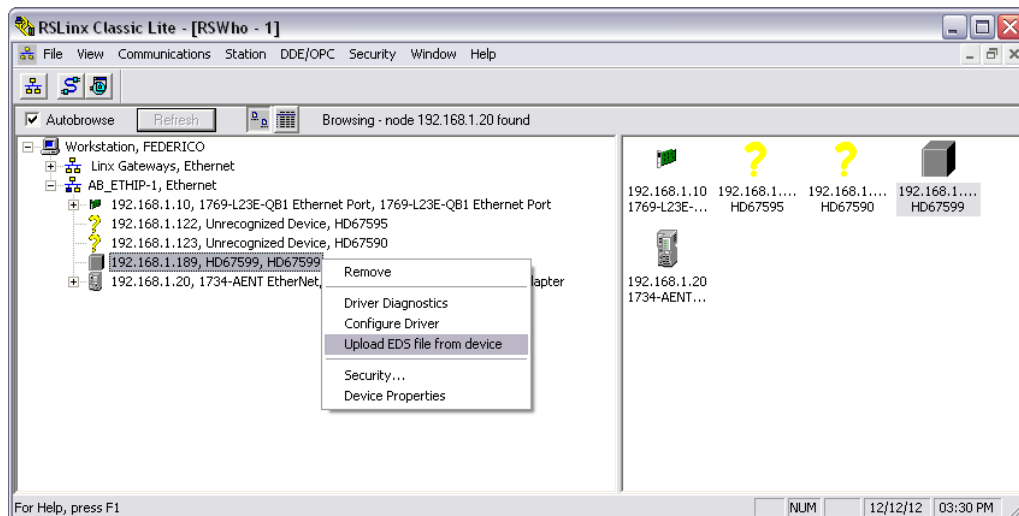 RSLinx Classic Lite - [RSWho - 1]
File View Communications Station DDE/OPC Security Window Help
Autobrowse Refresh Browsing - node 192.168.1.20 found
Workstation, FEDERICO
Linx Gateways, Ethernet
AB_ETHIP-1, Ethernet
192.168.1.10, 1769-L23E-QB1 Ethernet Port, 1769-L23E-QB1 Ethernet Port
192.168.1.122, Unrecognized Device, HD67595
192.168.1.123, Unrecognized Device, HD67590
192.168.1.189, HD67599, HD67599
192.168.1.20, 1734-AENT EtherNet, lapter
Remove
Driver Diagnostics
Configure Driver
Upload EDS file from device
Security...
Device Properties
192.168.1.10 192.168.1.... 192.168.1.... 192.168.1....
1769-L23E-... HD67595 HD67590 HD67599
192.168.1.20
1734-AENT...
For Help, press F1 NUM 12/12/12 03:30 PM